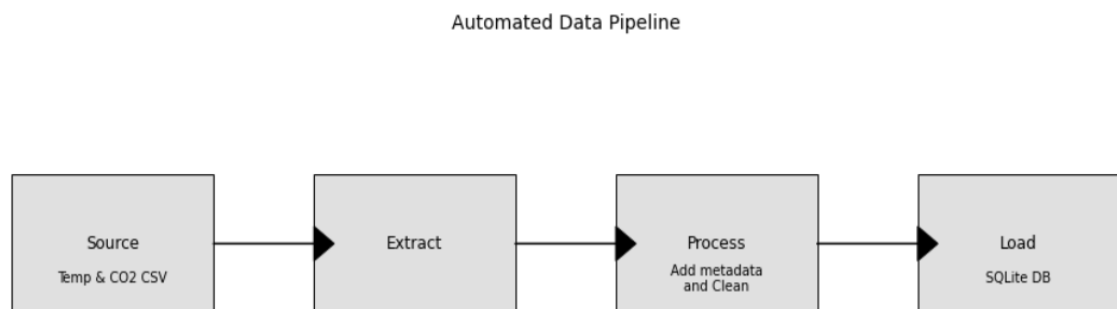 Automated Data Pipeline
Source
Temp & CO2 CSV
Extract
Process
Add metadata
and Clean
Load
SQLite DB